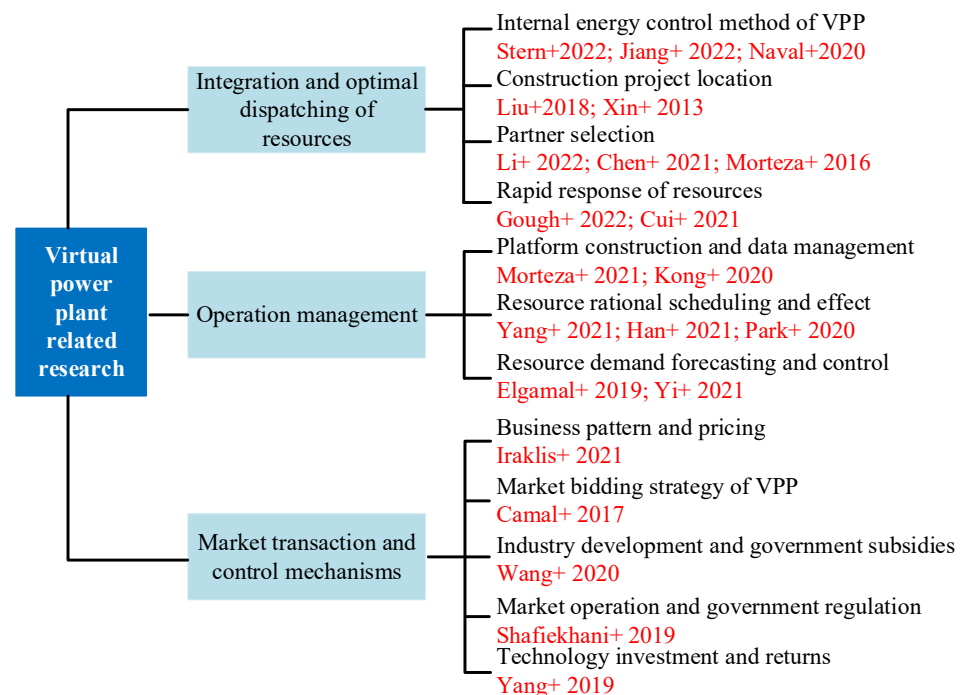 Virtual
power
plant
related
research
Integration and optimal
dispatching of
resources
Internal energy control method of VPP
Stern+2022; Jiang+ 2022; Naval+2020
Construction project location
Liu+2018; Xin+ 2013
Partner selection
Li+ 2022; Chen+ 2021; Morteza+ 2016
Rapid response of resources
Gough+ 2022; Cui+ 2021
Operation management
Platform construction and data management
Morteza+ 2021; Kong+ 2020
Resource rational scheduling and effect
Yang+ 2021; Han+ 2021; Park+ 2020
Resource demand forecasting and control
Elgamal+ 2019; Yi+ 2021
Market transaction and
control mechanisms
Business pattern and pricing
Iraklis+ 2021
Market bidding strategy of VPP
Camal+ 2017
Industry development and government subsidies
Wang+ 2020
Market operation and government regulation
Shafiekhani+ 2019
Technology investment and returns
Yang+ 2019